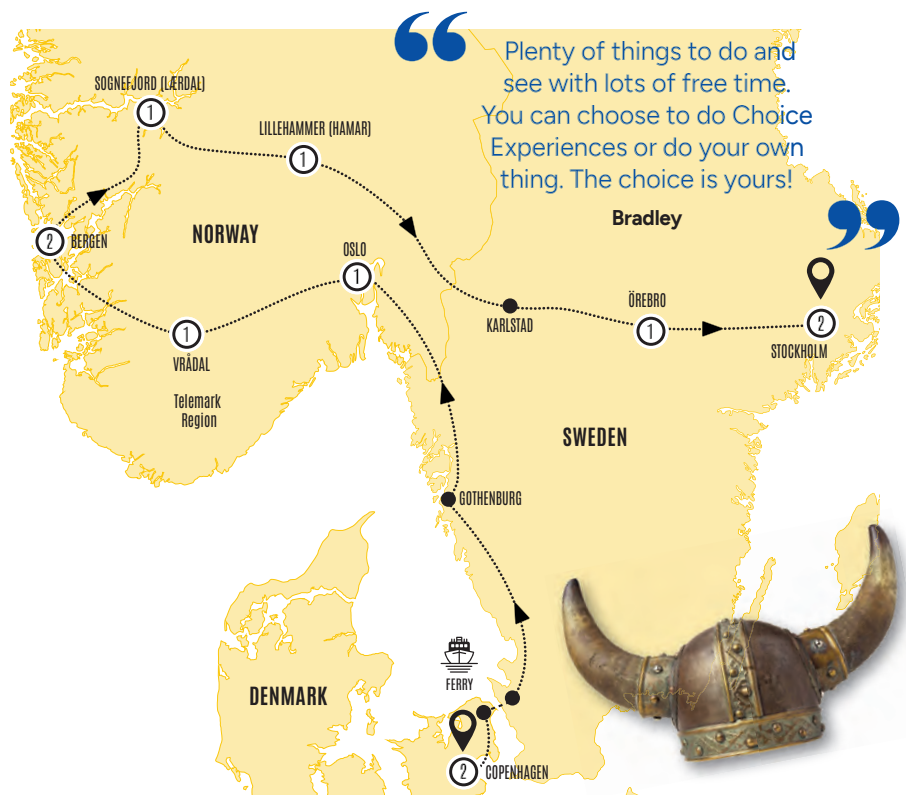 “
Plenty of things to do and
see with lots of free time.
You can choose to do Choice
Experiences or do your own
thing. The choice is yours!
”
Bradley
SOGNEFJORD (LÆRDAL)
1
LILLEHAMMER (HAMAR)
1
NORWAY
2 BERGEN
OSLO
1
1
VRÅDAL
Telemark
Region
KARLSTAD
ÖREBRO
1
2
STOCKHOLM
SWEDEN
GOTHENBURG
DENMARK
FERRY
2 COPENHAGEN